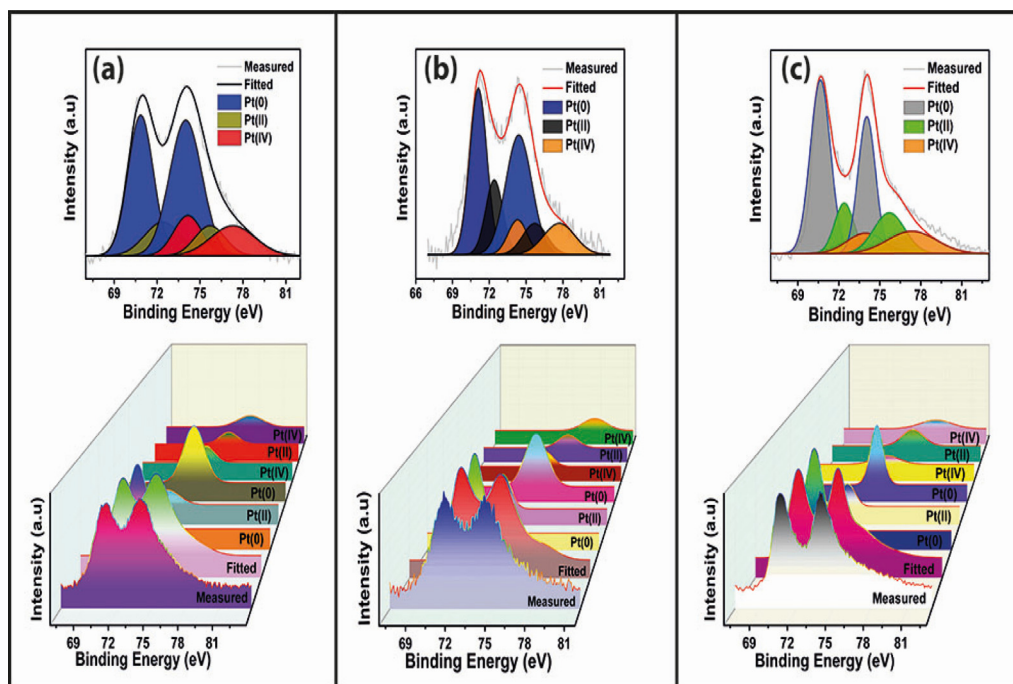 (a)
Measured
Fitted
Pt(0)
Pt(II)
Pt(IV)
Intensity (a.u)
69 72 75 78 81
Binding Energy (eV)
(b)
Measured
Fitted
Pt(0)
Pt(II)
Pt(IV)
Intensity (a.u)
66 69 72 75 78 81
Binding Energy (eV)
(c)
Measured
Fitted
Pt(0)
Pt(II)
Pt(IV)
Intensity (a.u)
69 72 75 78 81
Binding Energy (eV)
Pt(IV)
Pt(II)
Pt(IV)
Pt(0)
Pt(II)
Pt(0)
Fitted
Measured
Intensity (a.u)
69 72 75 78 81
Binding Energy (eV)
Pt(IV)
Pt(II)
Pt(IV)
Pt(0)
Pt(II)
Pt(0)
Fitted
Measured
Intensity (a.u)
69 72 75 78 81
Binding Energy (eV)
Pt(IV)
Pt(II)
Pt(IV)
Pt(0)
Pt(II)
Pt(0)
Fitted
Measured
Intensity (a.u)
69 72 75 78 81
Binding Energy (eV)